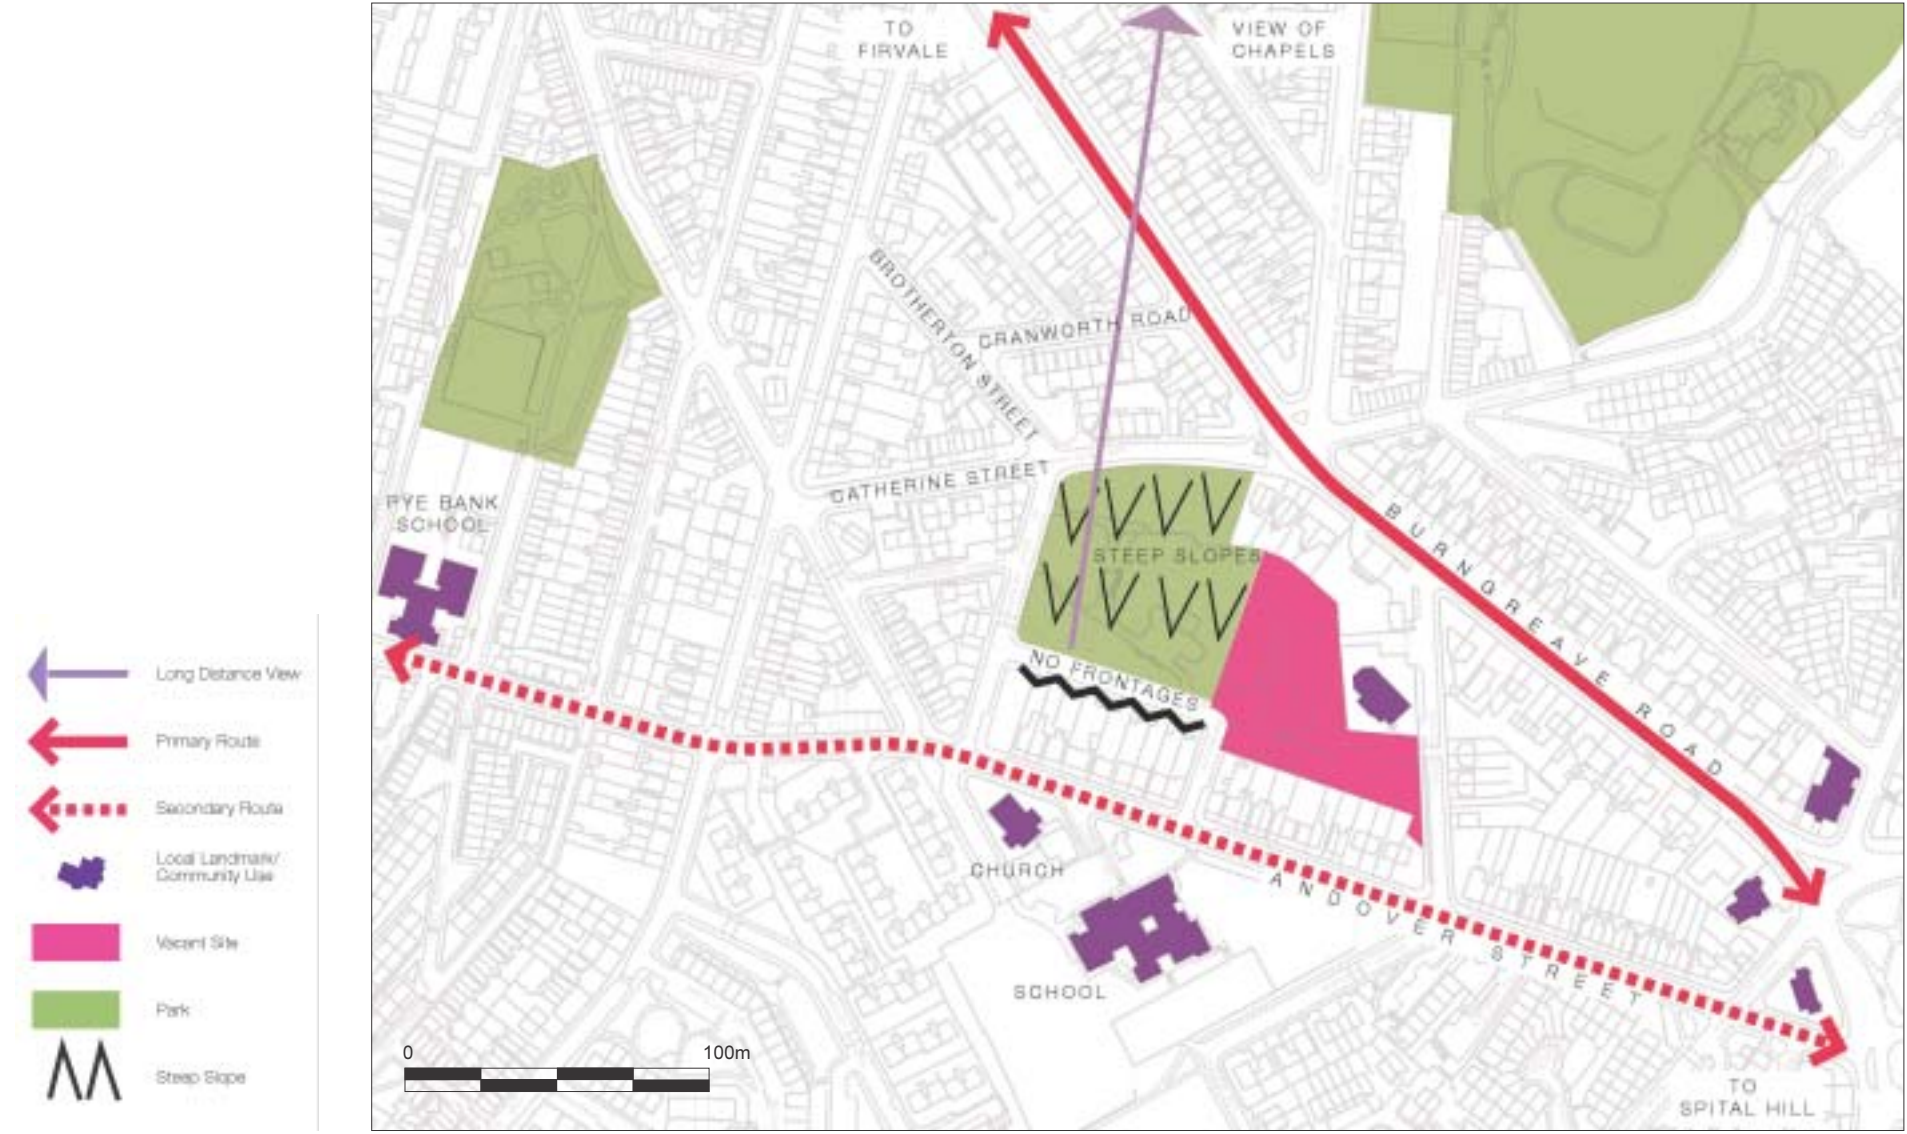 TO
FIRVALE
VIEW OF
CHAPELS
BROTHERTON STREET
CRANWORTH ROAD
CATHERINE STREET
PYE BANK
SCHOOL
STEEP SLOPES
BURNGREAVE ROAD
NO FRONTAGES
CHURCH
ANDOVER STREET
SCHOOL
TO
SPITAL HILL
0 100m
Long Distance View
Primary Route
Secondary Route
Local Landmark/
Community Use
Vacant Site
Park
Steep Slope